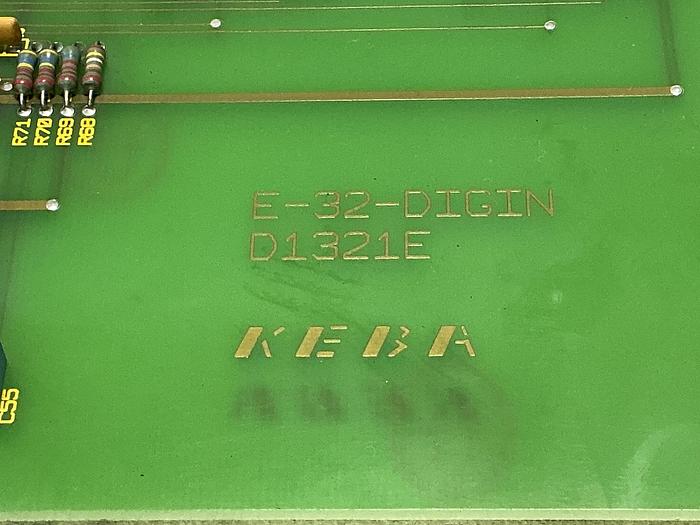 R71 R70 R69 R68
E-32-DIGIN
D1321E
KEBA
C55